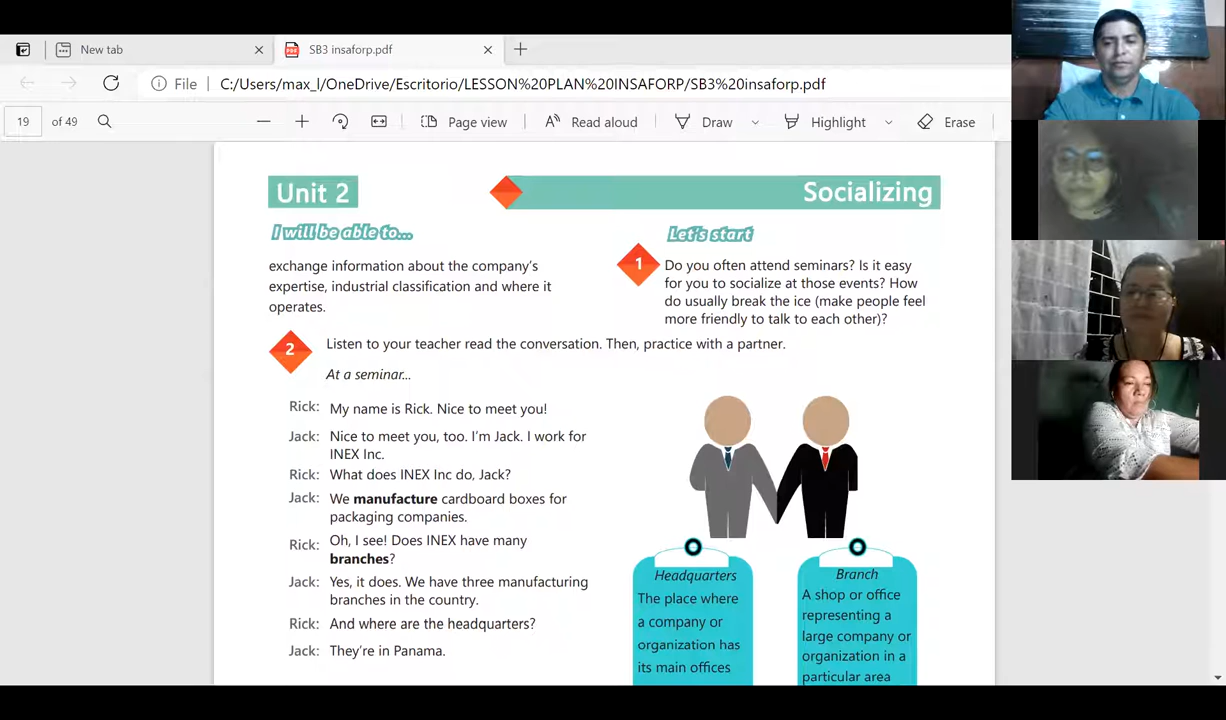 New tab
SB3 insaforp.pdf
File
C:/Users/max_l/OneDrive/Escritorio/LESSON%20PLAN%20INSAFORP/SB3%20insaforp.pdf
19 of 49
Page view
Read aloud
Draw
Highlight
Erase
Unit 2
Socializing
I will be able to...
exchange information about the company's
expertise, industrial classification and where it
operates.
Let's start
1
Do you often attend seminars? Is it easy
for you to socialize at those events? How
do usually break the ice (make people feel
more friendly to talk to each other)?
2
Listen to your teacher read the conversation. Then, practice with a partner.
At a seminar...
Rick: My name is Rick. Nice to meet you!
Jack: Nice to meet you, too. I'm Jack. I work for
INEX Inc.
Rick: What does INEX Inc do, Jack?
Jack: We manufacture cardboard boxes for
packaging companies.
Rick: Oh, I see! Does INEX have many
branches?
Jack: Yes, it does. We have three manufacturing
branches in the country.
Rick: And where are the headquarters?
Jack: They're in Panama.
Headquarters
The place where
a company or
organization has
its main offices
Branch
A shop or office
representing a
large company or
organization in a
particular area